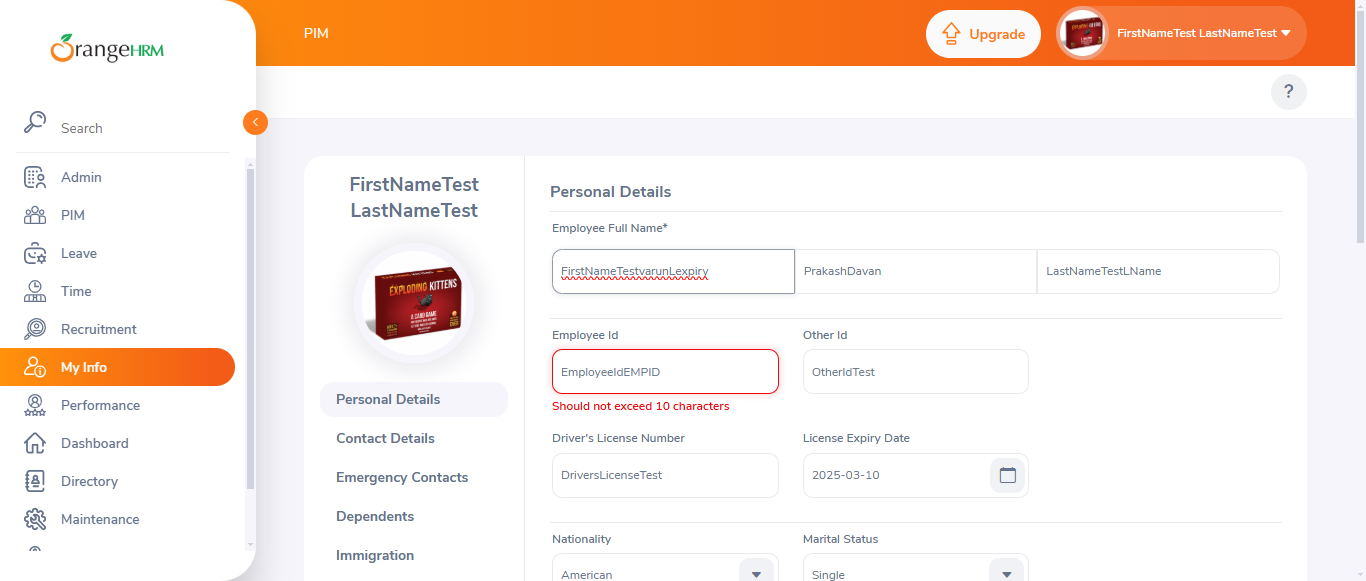 OrangeHRM
PIM
Upgrade
FirstNameTest LastNameTest
?
Search
Admin
PIM
Leave
Time
Recruitment
My Info
Performance
Dashboard
Directory
Maintenance
FirstNameTest
LastNameTest
EXPLODING KITTENS
A CARD GAME
Personal Details
Contact Details
Emergency Contacts
Dependents
Immigration
Personal Details
Employee Full Name*
FirstNameTestvarunLexpiry PrakashDavan LastNameTestLName
Employee Id Other Id
EmployeeIdEMPID OtherIdTest
Should not exceed 10 characters
Driver's License Number License Expiry Date
DriversLicenseTest 2025-03-10
Nationality Marital Status
American Single